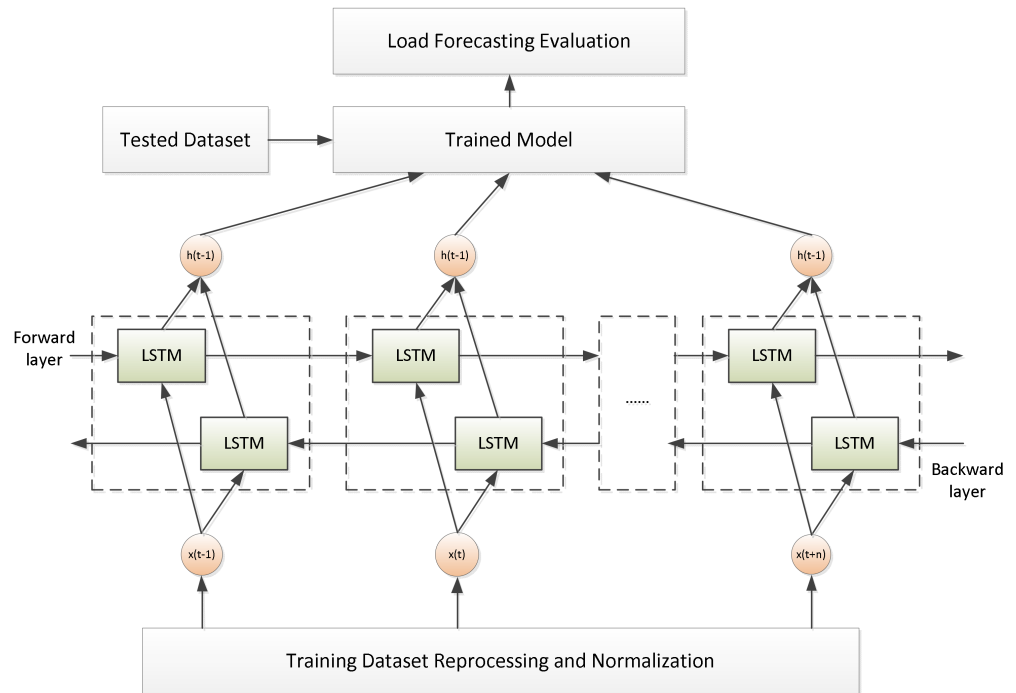 Load Forecasting Evaluation
Tested Dataset
Trained Model
h(t-1)
h(t-1)
h(t-1)
Forward
layer
LSTM
LSTM
LSTM
......
LSTM
LSTM
LSTM
Backward
layer
x(t-1)
x(t)
x(t+n)
Training Dataset Reprocessing and Normalization